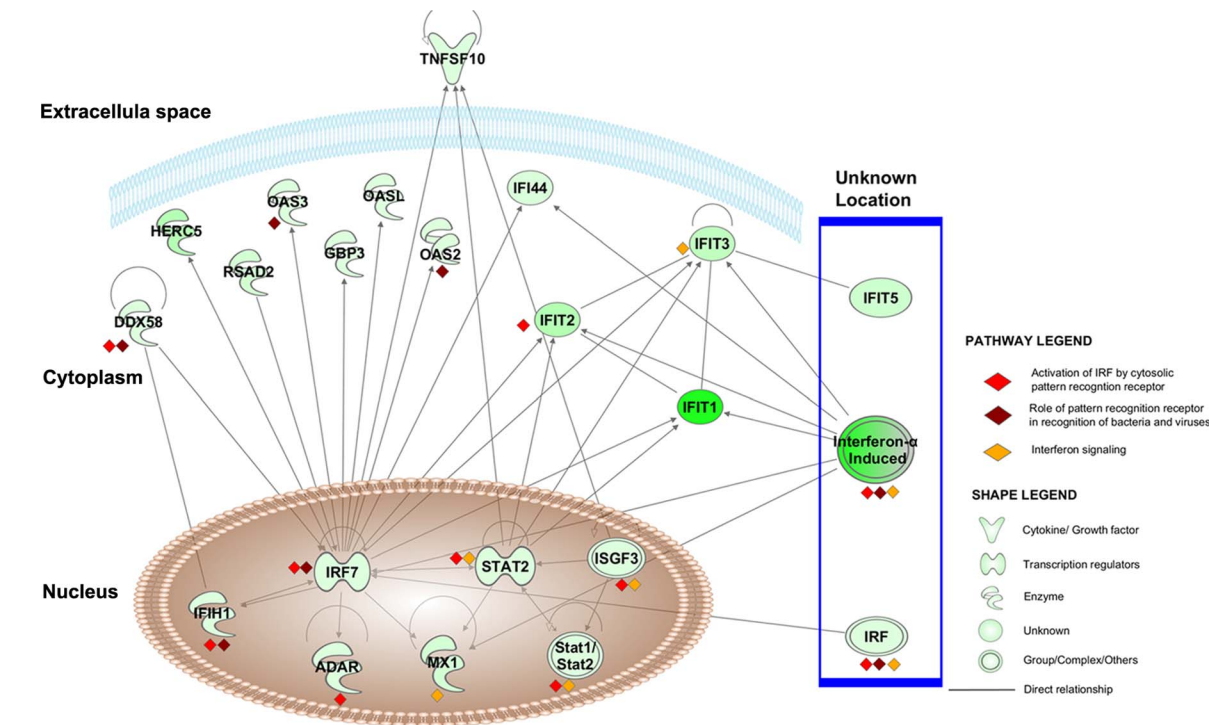 TNFSF10
Extracellula space
IFI44
Unknown
Location
OAS3
OASL
HERC5
IFIT3
GBP3
OAS2
RSAD2
IFIT5
DDX58
IFIT2
PATHWAY LEGEND
Cytoplasm
Activation of IRF by cytosolic
pattern recogntion receptor
IFIT1
Role of pattern recognition receptor
in recognition of bacteria and viruses
Interferon-α
Induced
Interferon signaling
SHAPE LEGEND
Cytokine/ Growth factor
ISGF3
Transcription regulators
IRF7
STAT2
Nucleus
Enzyme
IFIH1
Unknown
IRF
Stat1/
Stat2
ADAR
MX1
Group/Complex/Others
Direct relationship